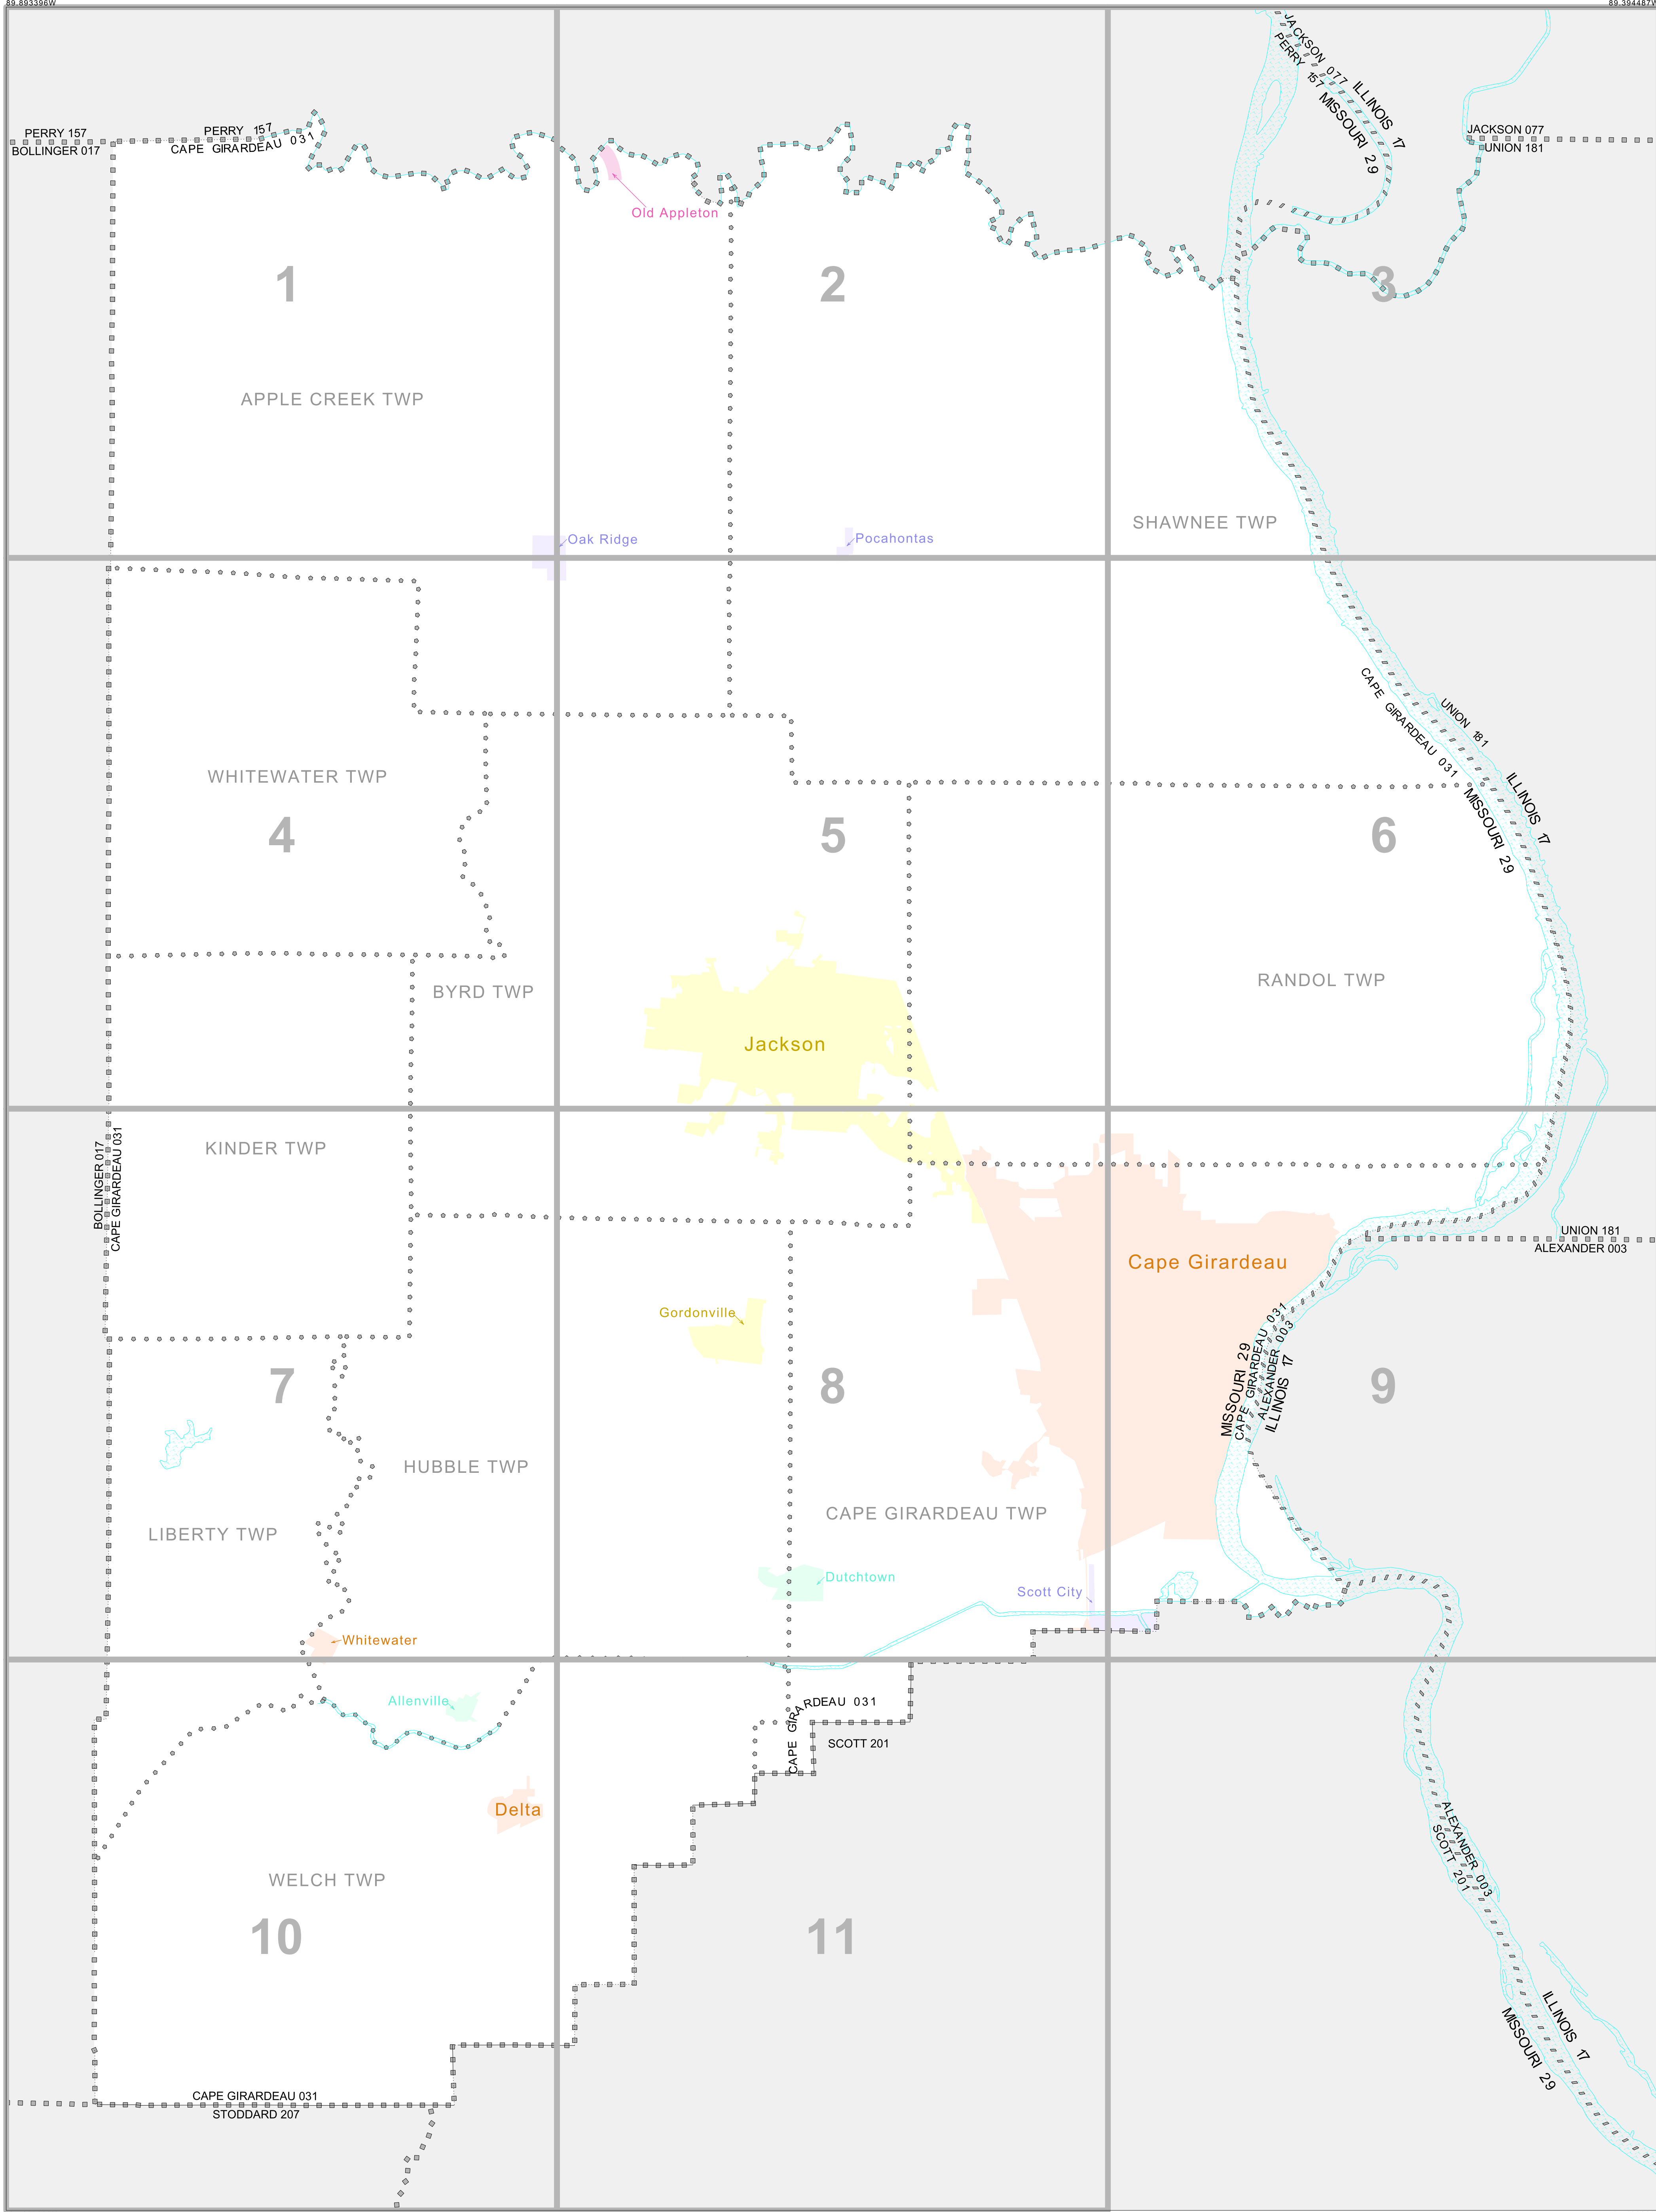 89.893396W
89.394487W
JACKSON 077
PERRY 157
ILLINOIS 17
MISSOURI 29
PERRY 157
BOLLINGER 017
PERRY 157
CAPE GIRARDEAU 031
JACKSON 077
UNION 181
Old Appleton
1
2
3
APPLE CREEK TWP
SHAWNEE TWP
Oak Ridge
Pocahontas
CAPE GIRARDEAU 031
UNION 181
WHITEWATER TWP
ILLINOIS 17
MISSOURI 29
4
5
6
BYRD TWP
RANDOL TWP
Jackson
BOLLINGER 017
CAPE GIRARDEAU 031
KINDER TWP
UNION 181
ALEXANDER 003
Cape Girardeau
Gordonville
MISSOURI 29
CAPE GIRARDEAU 031
ALEXANDER 003
ILLINOIS 17
7
8
9
HUBBLE TWP
CAPE GIRARDEAU TWP
LIBERTY TWP
Dutchtown
Scott City
Whitewater
Allenville
CAPE GIRARDEAU 031
SCOTT 201
Delta
ALEXANDER 003
SCOTT 201
WELCH TWP
10
11
ILLINOIS 17
MISSOURI 29
CAPE GIRARDEAU 031
STODDARD 207